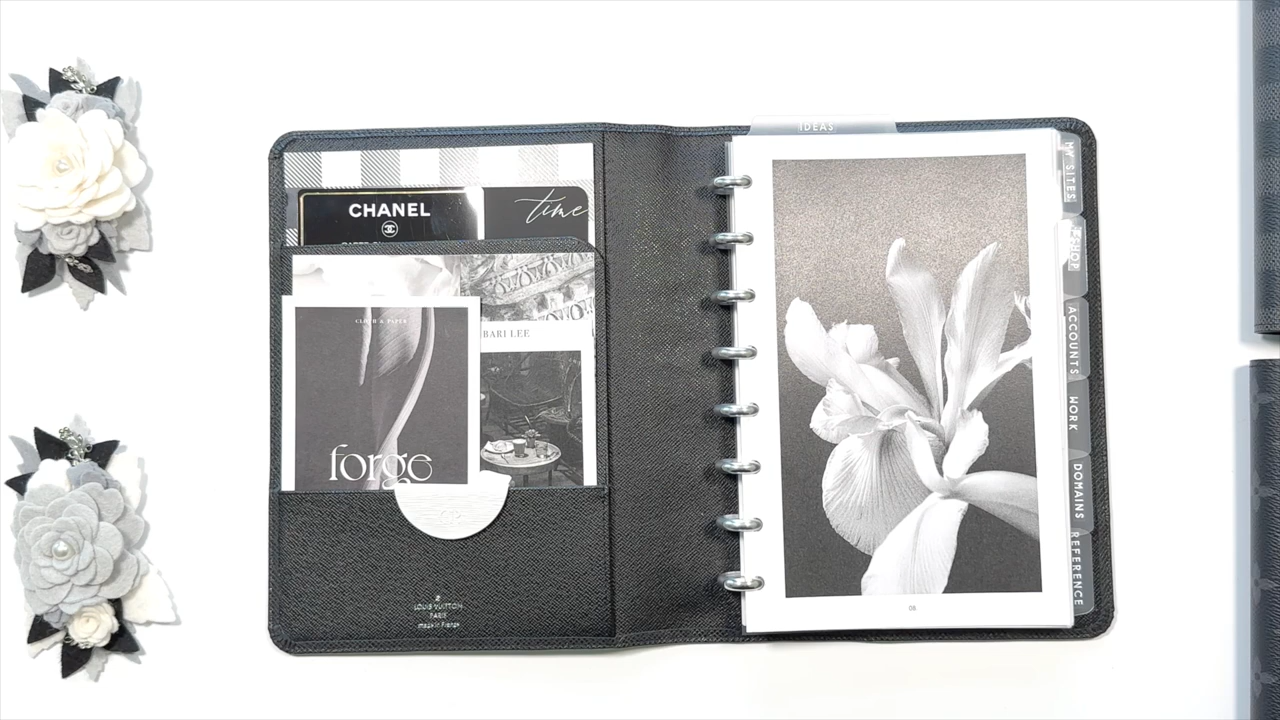 IDEAS
CHANEL
time
CLOTH & PAPER
BARI LEE
forge
LOUIS VUITTON
PARIS
made in France
MY SITES
SHOP
ACCOUNTS
WORK
DOMAINS
REFERENCE
08